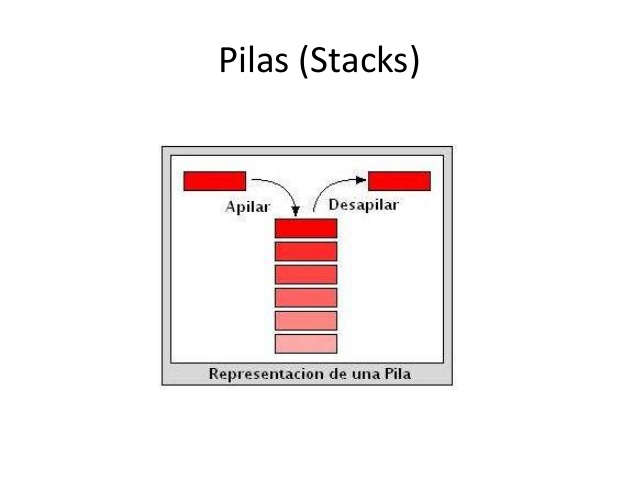 Pilas (Stacks)
Apilar
Desapilar
Representacion de una Pila